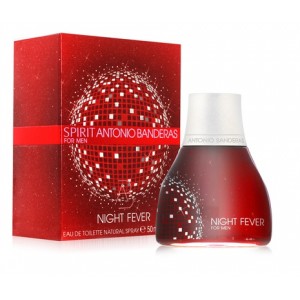 SPIRIT ANTONIO BANDERAS
FOR MEN
NIGHT FEVER
EAU DE TOILETTE NATURAL SPRAY
NIGHT FEVER
FOR MEN